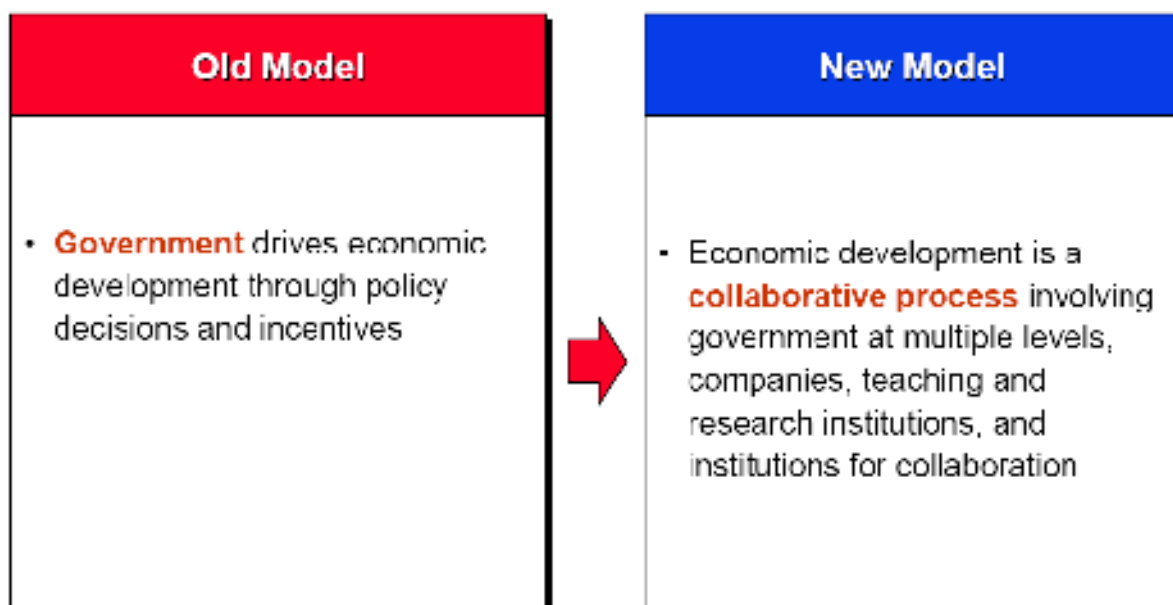 Old Model
• Government drives economic
development through policy
decisions and incentives
New Model
▪ Economic development is a
collaborative process involving
government at multiple levels,
companies, teaching and
research institutions, and
institutions for collaboration